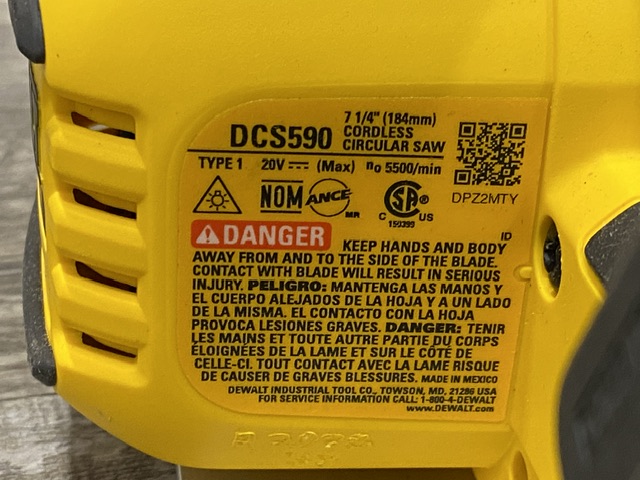 DCS590
7 1/4" (184mm)
CORDLESS
CIRCULAR SAW
TYPE 1 20V⎓ (Max) no 5500/min
DPZ2MTY
NOM ANCE MR
C SA US
ID
DANGER KEEP HANDS AND BODY
AWAY FROM AND TO THE SIDE OF THE BLADE.
CONTACT WITH BLADE WILL RESULT IN SERIOUS
INJURY. PELIGRO: MANTENGA LAS MANOS Y
EL CUERPO ALEJADOS DE LA HOJA Y A UN LADO
DE LA MISMA. EL CONTACTO CON LA HOJA
PROVOCA LESIONES GRAVES. DANGER: TENIR
LES MAINS ET TOUTE AUTRE PARTIE DU CORPS
ÉLOIGNÉES DE LA LAME ET SUR LE CÔTÉ DE
CELLE-CI. TOUT CONTACT AVEC LA LAME RISQUE
DE CAUSER DE GRAVES BLESSURES. MADE IN MEXICO
DEWALT INDUSTRIAL TOOL CO., TOWSON, MD, 21286 USA
FOR SERVICE INFORMATION CALL: 1-800-4-DEWALT
www.DEWALT.com